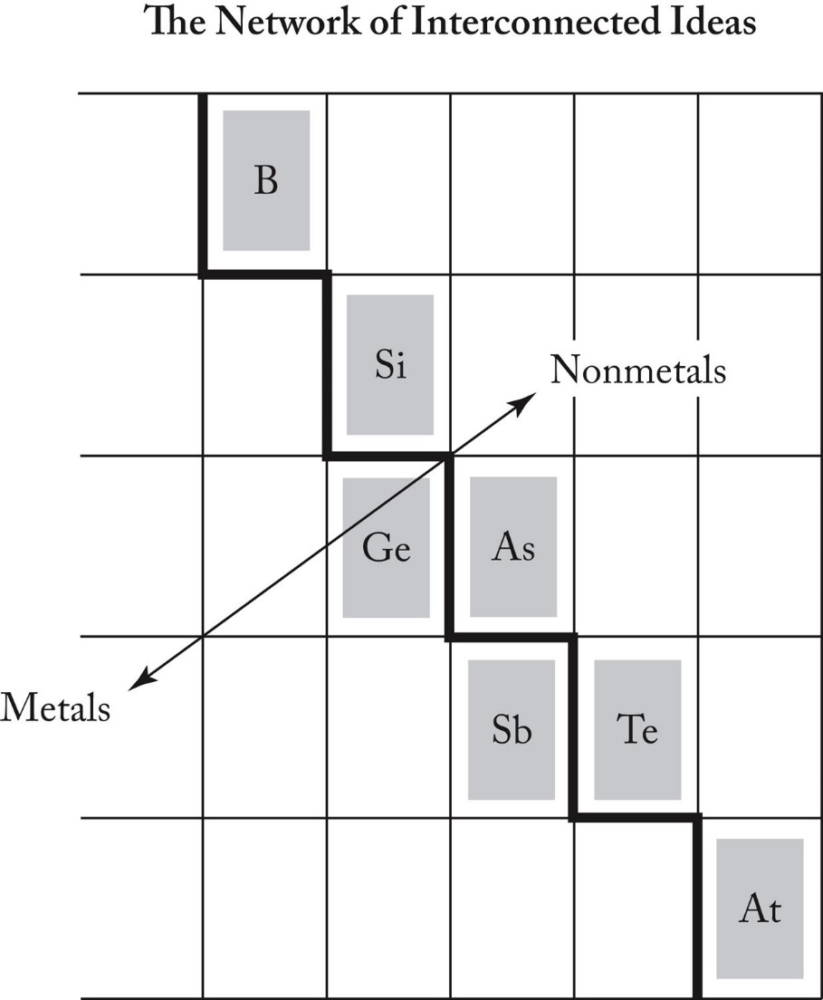 The Network of Interconnected Ideas
B
Si
Nonmetals
Ge
As
Metals
Sb
Te
At